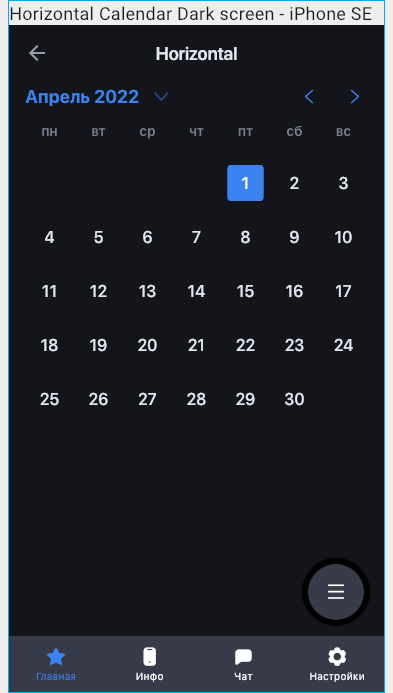 Horizontal Calendar Dark screen - iPhone SE
Horizontal
Апрель 2022
пн вт ср чт пт сб вс
1 2 3
4 5 6 7 8 9 10
11 12 13 14 15 16 17
18 19 20 21 22 23 24
25 26 27 28 29 30
Главная Инфо Чат Настройки